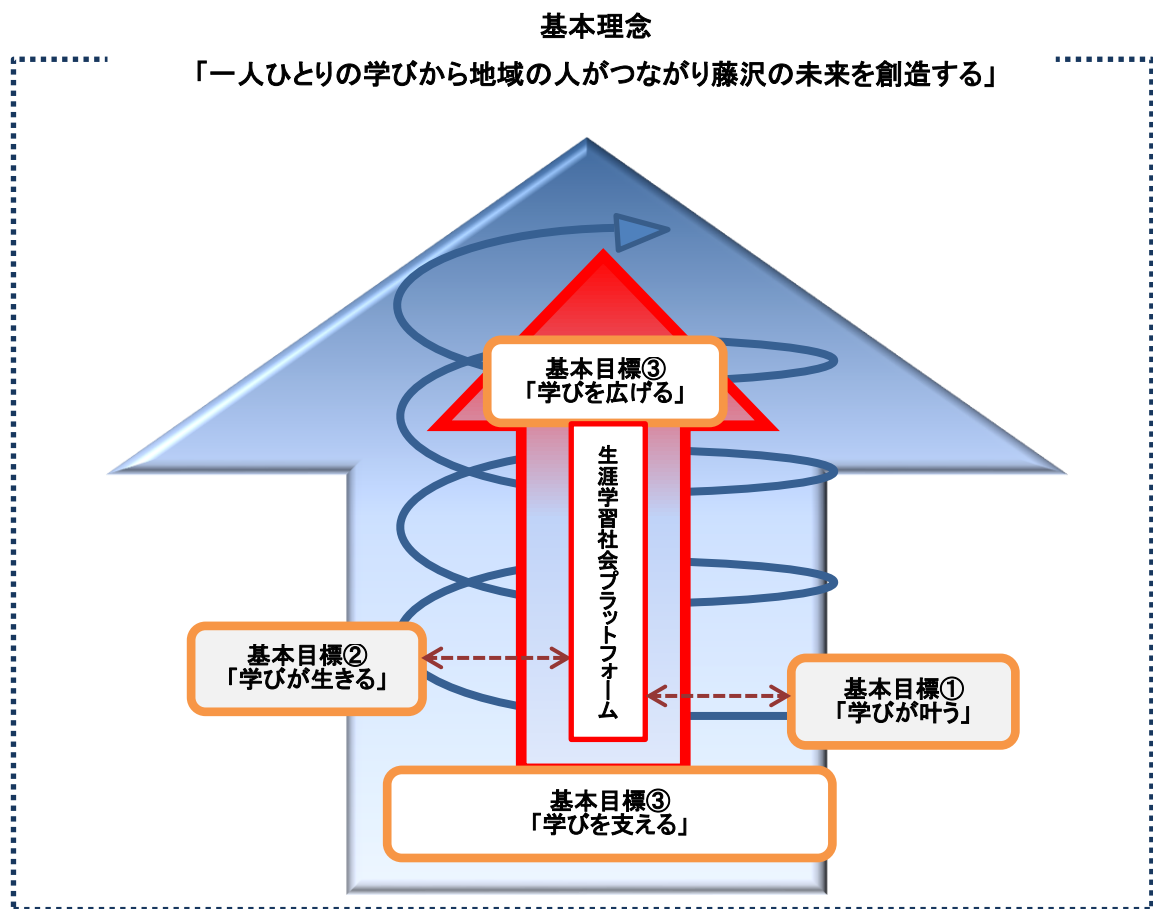 基本理念
「一人ひとりの学びから地域の人がつながり藤沢の未来を創造する」
基本目標③
「学びを広げる」
生涯学習社会プラットフォーム
基本目標②
「学びが生きる」
基本目標①
「学びが叶う」
基本目標③
「学びを支える」